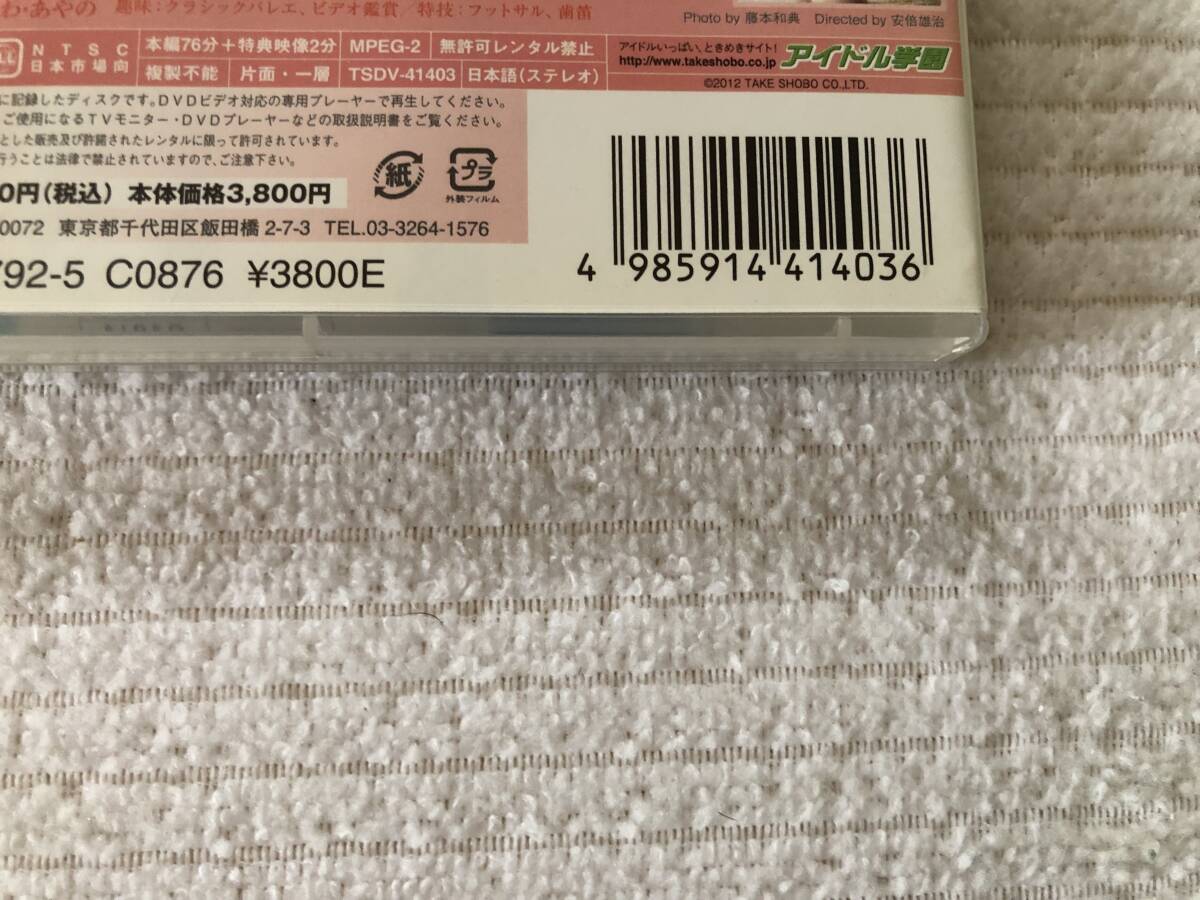 わ・あやの 趣味:クラシックバレエ、ビデオ鑑賞/特技:フットサル、歯笛
Photo by 藤本和典 Directed by 安倍雄治
ALL
NTSC
日本市場向
本編76分+特典映像2分
MPEG-2
無許可レンタル禁止
複製不能
片面・一層
TSDV-41403
日本語(ステレオ)
アイドルいっぱい、ときめきサイト!
http://www.takeshobo.co.jp
アイドル学園
©2012 TAKE SHOBO CO.,LTD.
に記録したディスクです。DVDビデオ対応の専用プレーヤーで再生してください。
ご使用になるTVモニター・DVDプレーヤーなどの取扱説明書をご覧ください。
とした販売及び許諾されたレンタルに限って許可されています。
行うことは法律で禁止されていますので、ご注意下さい。
0円(税込) 本体価格3,800円
紙
プラ
外装フィルム
0072 東京都千代田区飯田橋2-7-3 TEL.03-3264-1576
792-5 C0876 ¥3800E
4 985914 414036